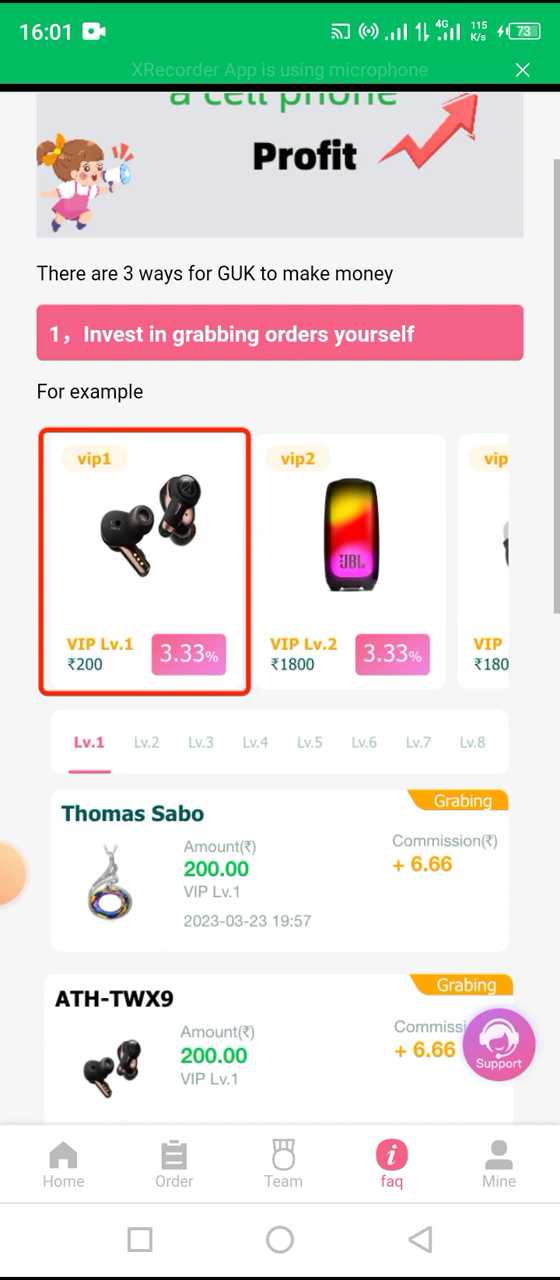 16:01
4G
115
K/s
73
XRecorder App is using microphone
a cell phone
Profit
There are 3 ways for GUK to make money
1，Invest in grabbing orders yourself
For example
vip1
vip2
vip
JBL
VIP Lv.1
₹200
3.33%
VIP Lv.2
₹1800
3.33%
VIP
₹180
Lv.1 Lv.2 Lv.3 Lv.4 Lv.5 Lv.6 Lv.7 Lv.8
Grabing
Thomas Sabo
Amount(₹)
200.00
VIP Lv.1
2023-03-23 19:57
Commission(₹)
+ 6.66
Grabing
ATH-TWX9
Amount(₹)
200.00
VIP Lv.1
Commissi
+ 6.66
Support
Home Order Team faq Mine